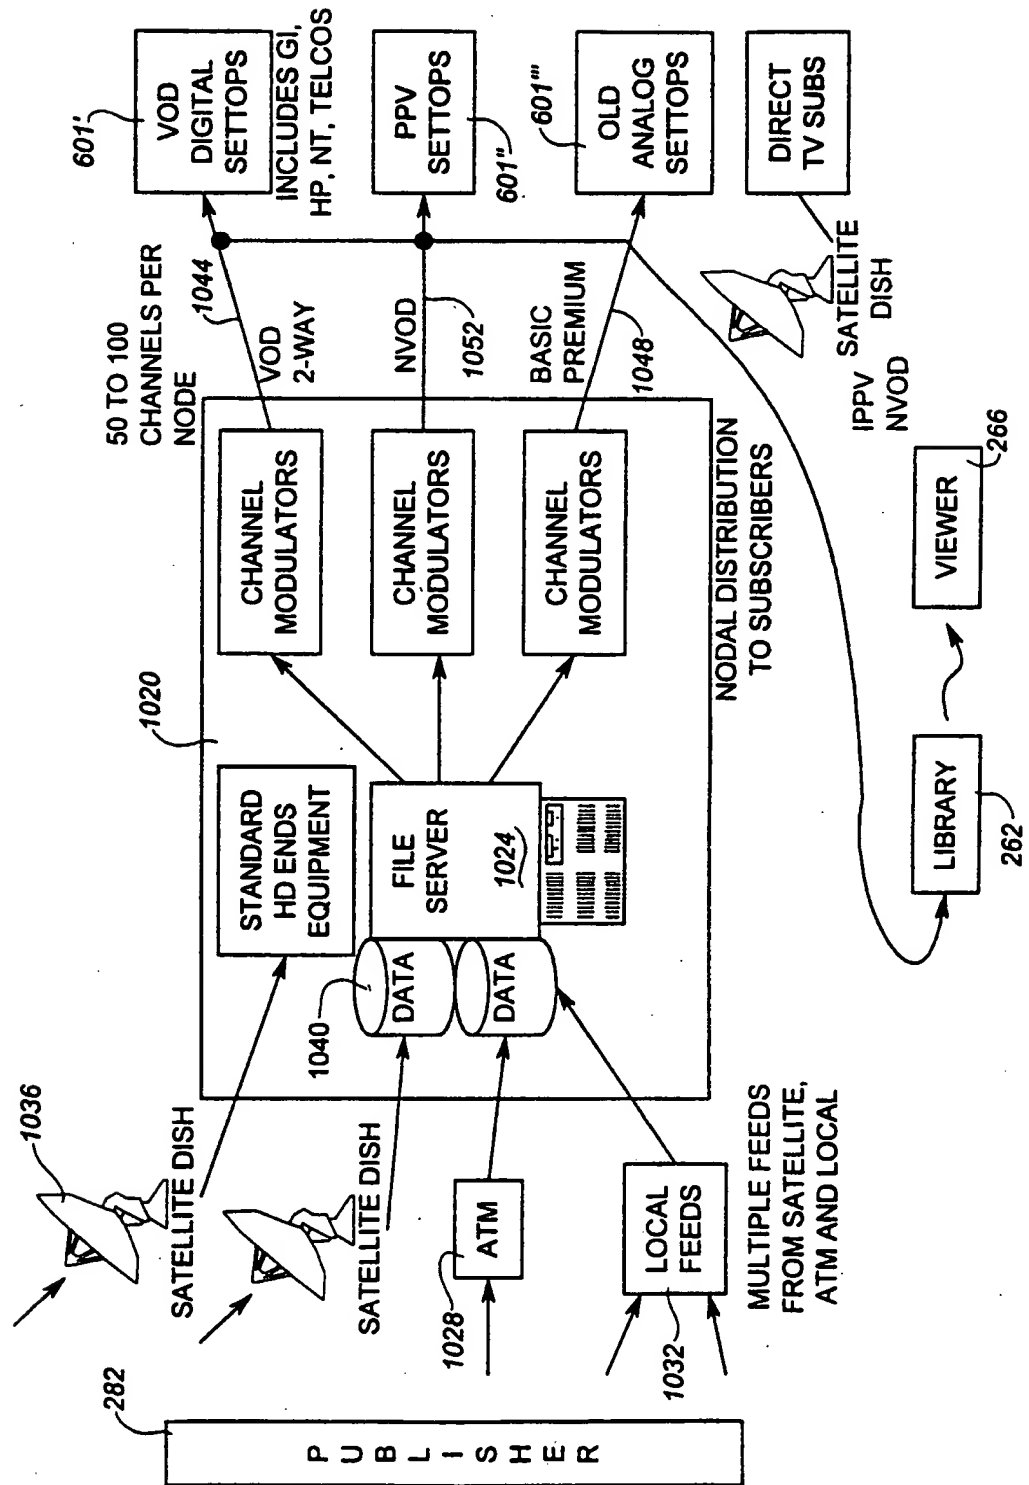 282
PUBLISHER
1036
SATELLITE DISH
SATELLITE DISH
1028
ATM
1032
LOCAL
FEEDS
MULTIPLE FEEDS
FROM SATELLITE,
ATM AND LOCAL
1020
STANDARD
HD ENDS
EQUIPMENT
1040
DATA
DATA
FILE
SERVER
1024
CHANNEL
MODULATORS
CHANNEL
MODULATORS
CHANNEL
MODULATORS
NODAL DISTRIBUTION
TO SUBSCRIBERS
50 TO 100
CHANNELS PER
NODE
1044
VOD
2-WAY
NVOD
1052
BASIC
PREMIUM
1048
601'
VOD
DIGITAL
SETTOPS
INCLUDES GI,
HP, NT, TELCOS
PPV
SETTOPS
601"
601'"
OLD
ANALOG
SETTOPS
DIRECT
TV SUBS
SATELLITE
DISH
IPPV
NVOD
LIBRARY
262
VIEWER
266